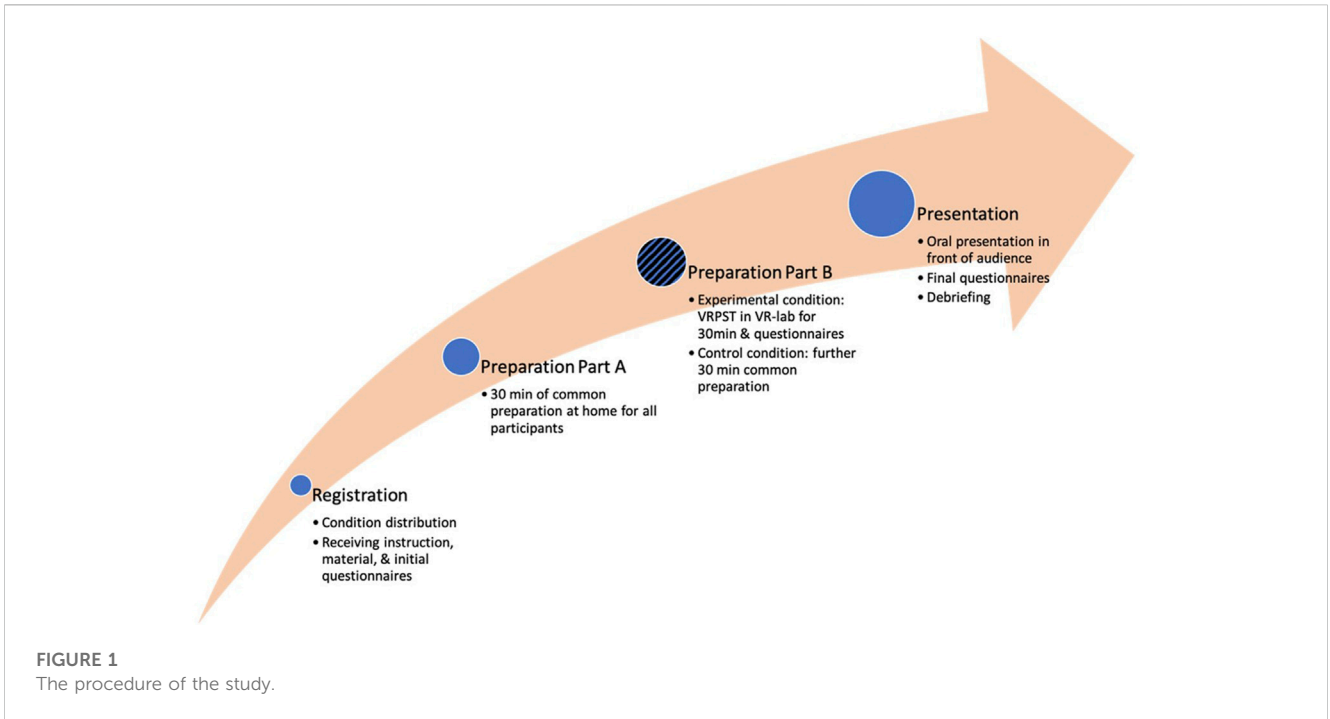 Presentation
• Oral presentation in
front of audience
• Final questionnaires
• Debriefing
Preparation Part B
• Experimental condition:
VRPST in VR-lab for
30min & questionnaires
• Control condition: further
30 min common
preparation
Preparation Part A
• 30 min of common
preparation at home for all
participants
Registration
• Condition distribution
• Receiving instruction,
material, & initial
questionnaires
FIGURE 1
The procedure of the study.